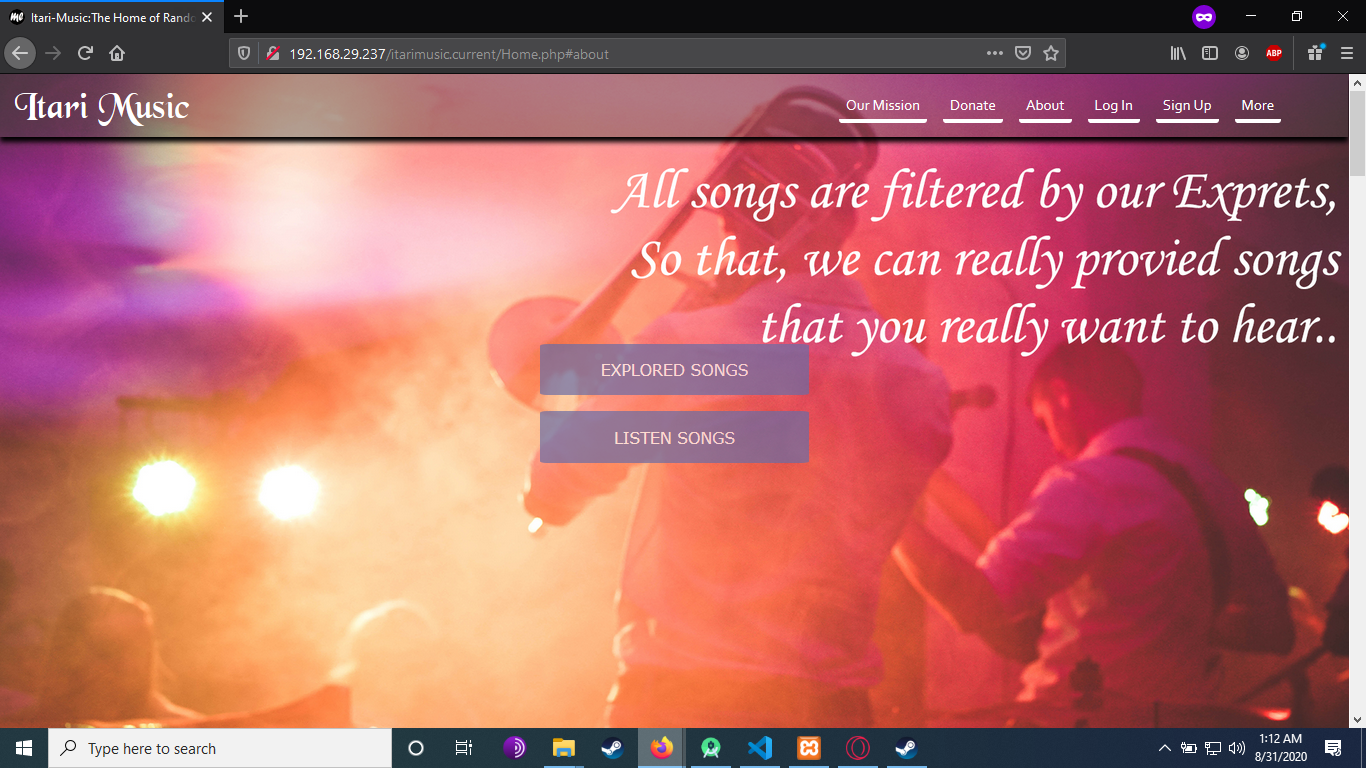 Itari-Music:The Home of Rando
192.168.29.237/itarimusic.current/Home.php#about
ABP
Itari Music
Our Mission
Donate
About
Log In
Sign Up
More
All songs are filtered by our Exprets,
So that, we can really provied songs
that you really want to hear..
EXPLORED SONGS
LISTEN SONGS
Type here to search
1:12 AM
8/31/2020